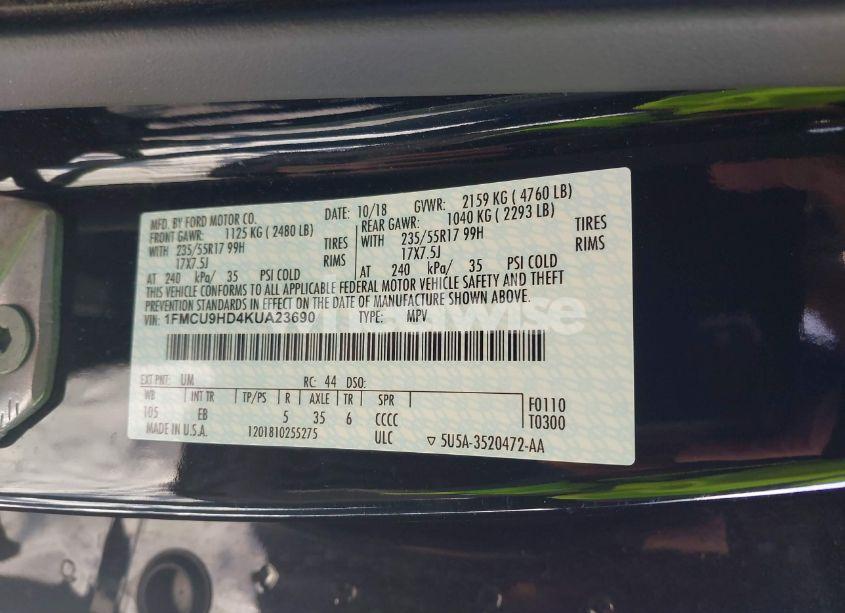 MFD. BY FORD MOTOR CO.
DATE: 10/18 GVWR: 2159 KG ( 4760 LB)
FRONT GAWR: 1125 KG ( 2480 LB)
REAR GAWR: 1040 KG ( 2293 LB)
WITH 235/55R17 99H TIRES
WITH 235/55R17 99H TIRES
17X7.5J RIMS
17X7.5J RIMS
AT 240 kPa/ 35 PSI COLD
AT 240 kPa/ 35 PSI COLD
THIS VEHICLE CONFORMS TO ALL APPLICABLE FEDERAL MOTOR VEHICLE SAFETY AND THEFT
PREVENTION STANDARDS IN EFFECT ON THE DATE OF MANUFACTURE SHOWN ABOVE.
VIN: 1FMCU9HD4KUA23690 TYPE: MPV
EXT PNT: UM RC: 44 DSO:
WB INT TR TP/PS R AXLE TR SPR
105 EB 5 35 6 CCCC
F0110
T0300
MADE IN U.S.A. 1201810255275 ULC ▽ 5U5A-3520472-AA